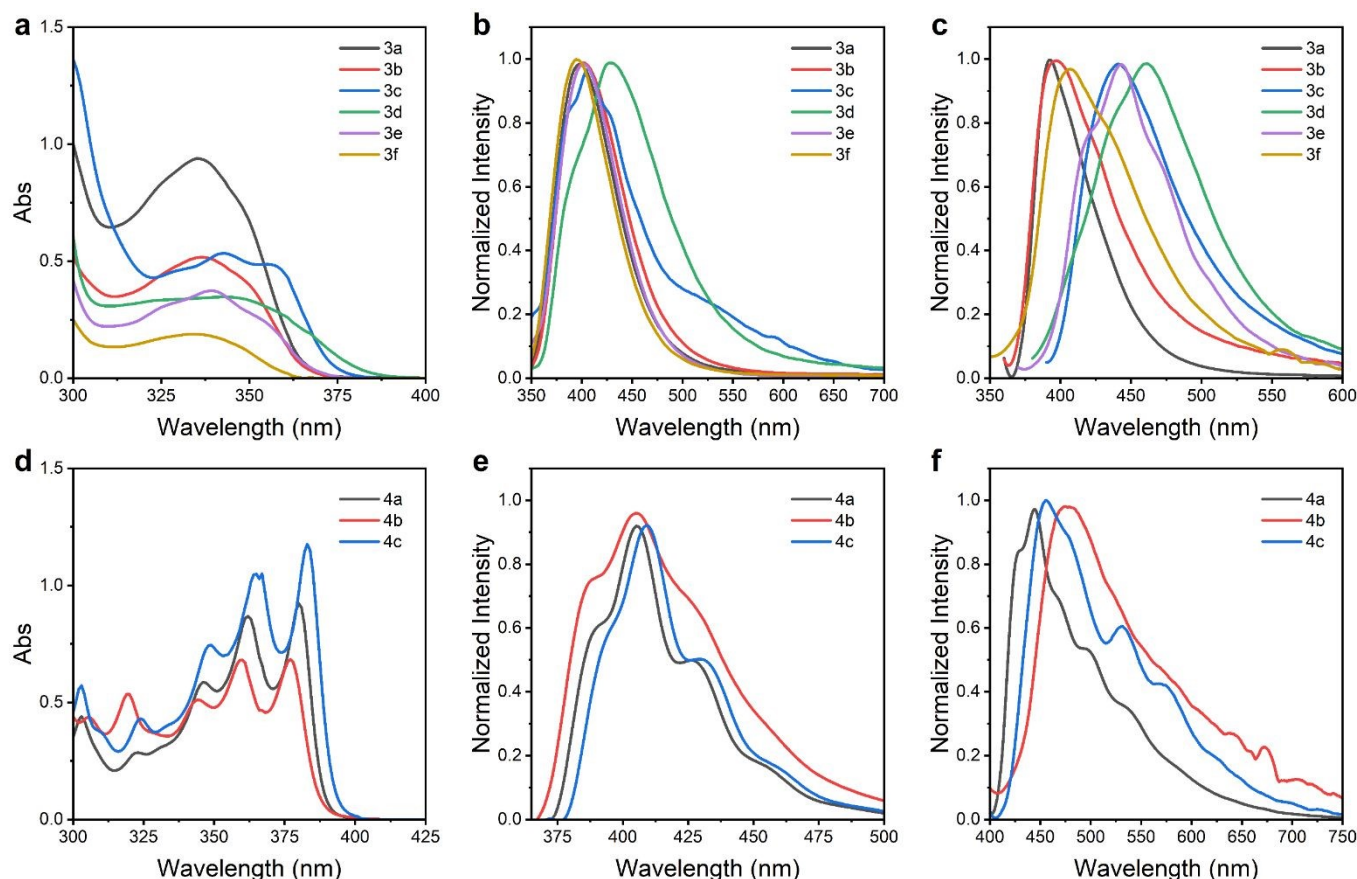 a
1.5
1.0
0.5
0.0
Abs
300 325 350 375 400
Wavelength (nm)
3a
3b
3c
3d
3e
3f
b
1.0
0.8
0.6
0.4
0.2
0.0
Normalized Intensity
350 400 450 500 550 600 650 700
Wavelength (nm)
3a
3b
3c
3d
3e
3f
c
1.0
0.8
0.6
0.4
0.2
0.0
Normalized Intensity
350 400 450 500 550 600
Wavelength (nm)
3a
3b
3c
3d
3e
3f
d
1.5
1.0
0.5
0.0
Abs
300 325 350 375 400 425
Wavelength (nm)
4a
4b
4c
e
1.0
0.8
0.6
0.4
0.2
0.0
Normalized Intensity
375 400 425 450 475 500
Wavelength (nm)
4a
4b
4c
f
1.0
0.8
0.6
0.4
0.2
0.0
Normalized Intensity
400 450 500 550 600 650 700 750
Wavelength (nm)
4a
4b
4c